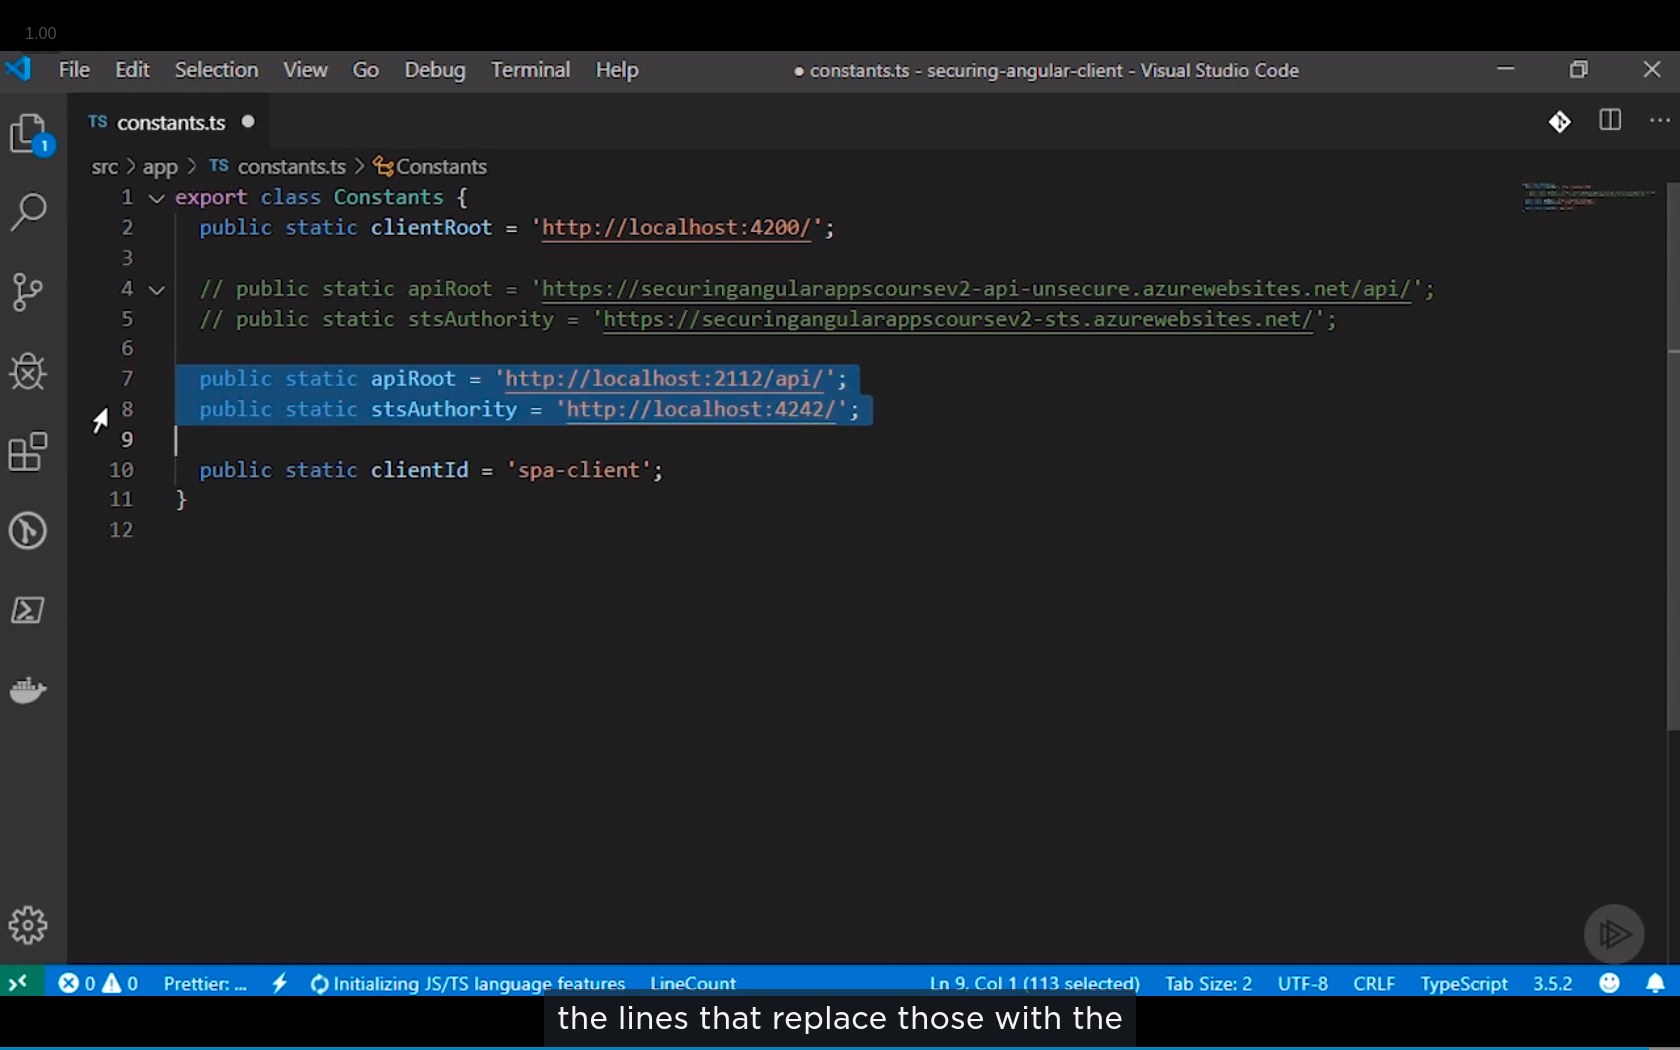 1.00
File Edit Selection View Go Debug Terminal Help ● constants.ts - securing-angular-client - Visual Studio Code
TS constants.ts
1
src > app > TS constants.ts > Constants
1 export class Constants {
2 public static clientRoot = 'http://localhost:4200/';
3
4 // public static apiRoot = 'https://securingangularappscoursev2-api-unsecure.azurewebsites.net/api/';
5 // public static stsAuthority = 'https://securingangularappscoursev2-sts.azurewebsites.net/';
6
7 public static apiRoot = 'http://localhost:2112/api/';
8 public static stsAuthority = 'http://localhost:4242/';
9
10 public static clientId = 'spa-client';
11 }
12
0 0 Prettier: ... Initializing JS/TS language features LineCount Ln 9, Col 1 (113 selected) Tab Size: 2 UTF-8 CRLF TypeScript 3.5.2
the lines that replace those with the